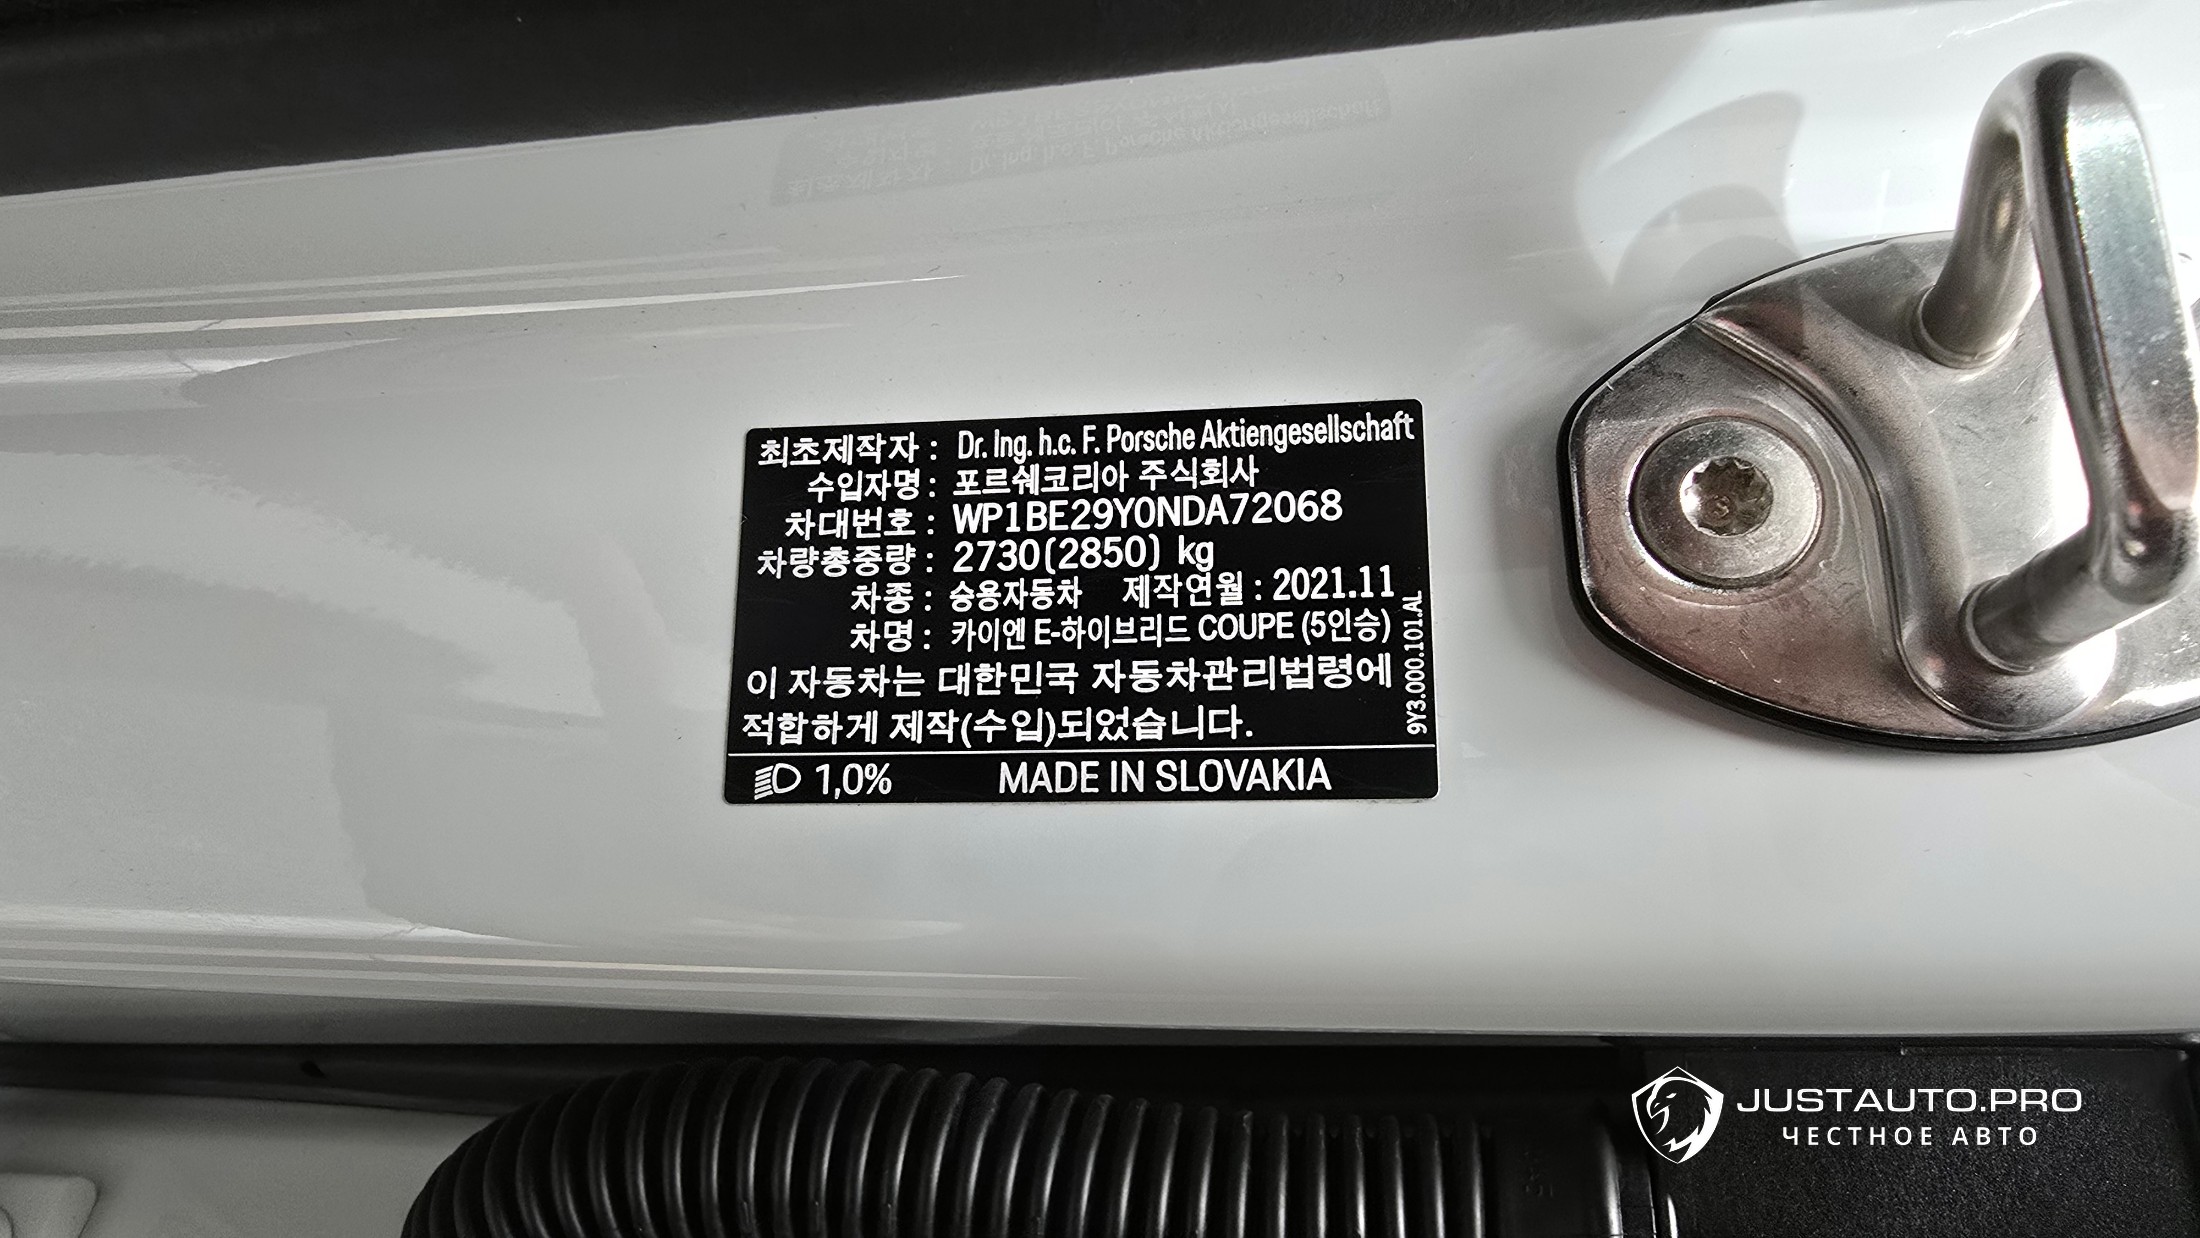 최초제작자 : Dr. Ing. h.c. F. Porsche Aktiengesellschaft
수입자명 : 포르쉐코리아 주식회사
차대번호 : WP1BE29Y0NDA72068
차량총중량 : 2730(2850) kg
차종 : 승용자동차 제작연월 : 2021.11
차명 : 카이엔 E-하이브리드 COUPE (5인승)
이 자동차는 대한민국 자동차관리법령에
적합하게 제작(수입)되었습니다.
9Y3.000.101.AL
1,0% MADE IN SLOVAKIA
JUSTAUTO.PRO
ЧЕСТНОЕ АВТО